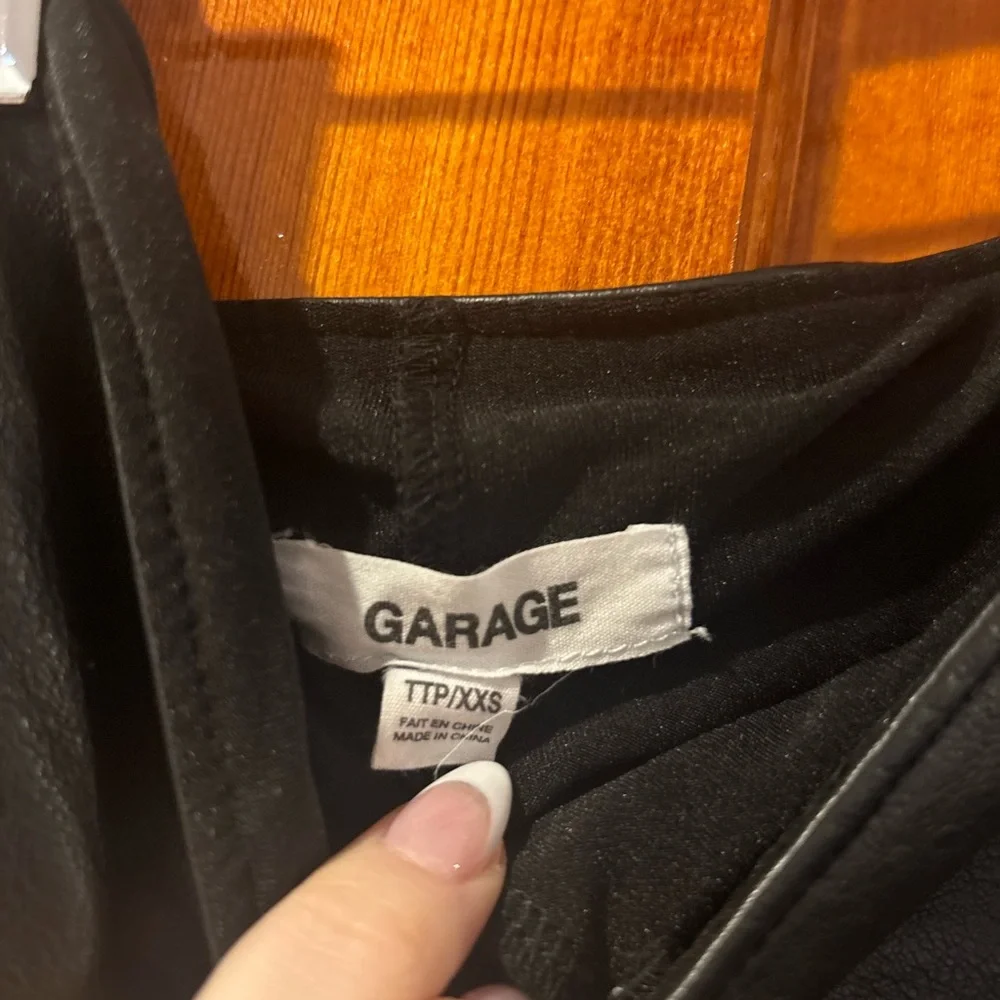 GARAGE
TTP/XXS
FAIT EN CHINE
MADE IN CHINA